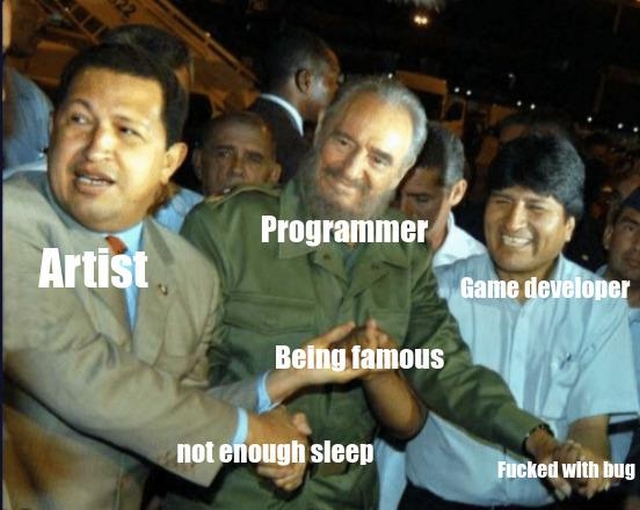 Programmer
Artist
Game developer
Being famous
not enough sleep
Fucked with bug